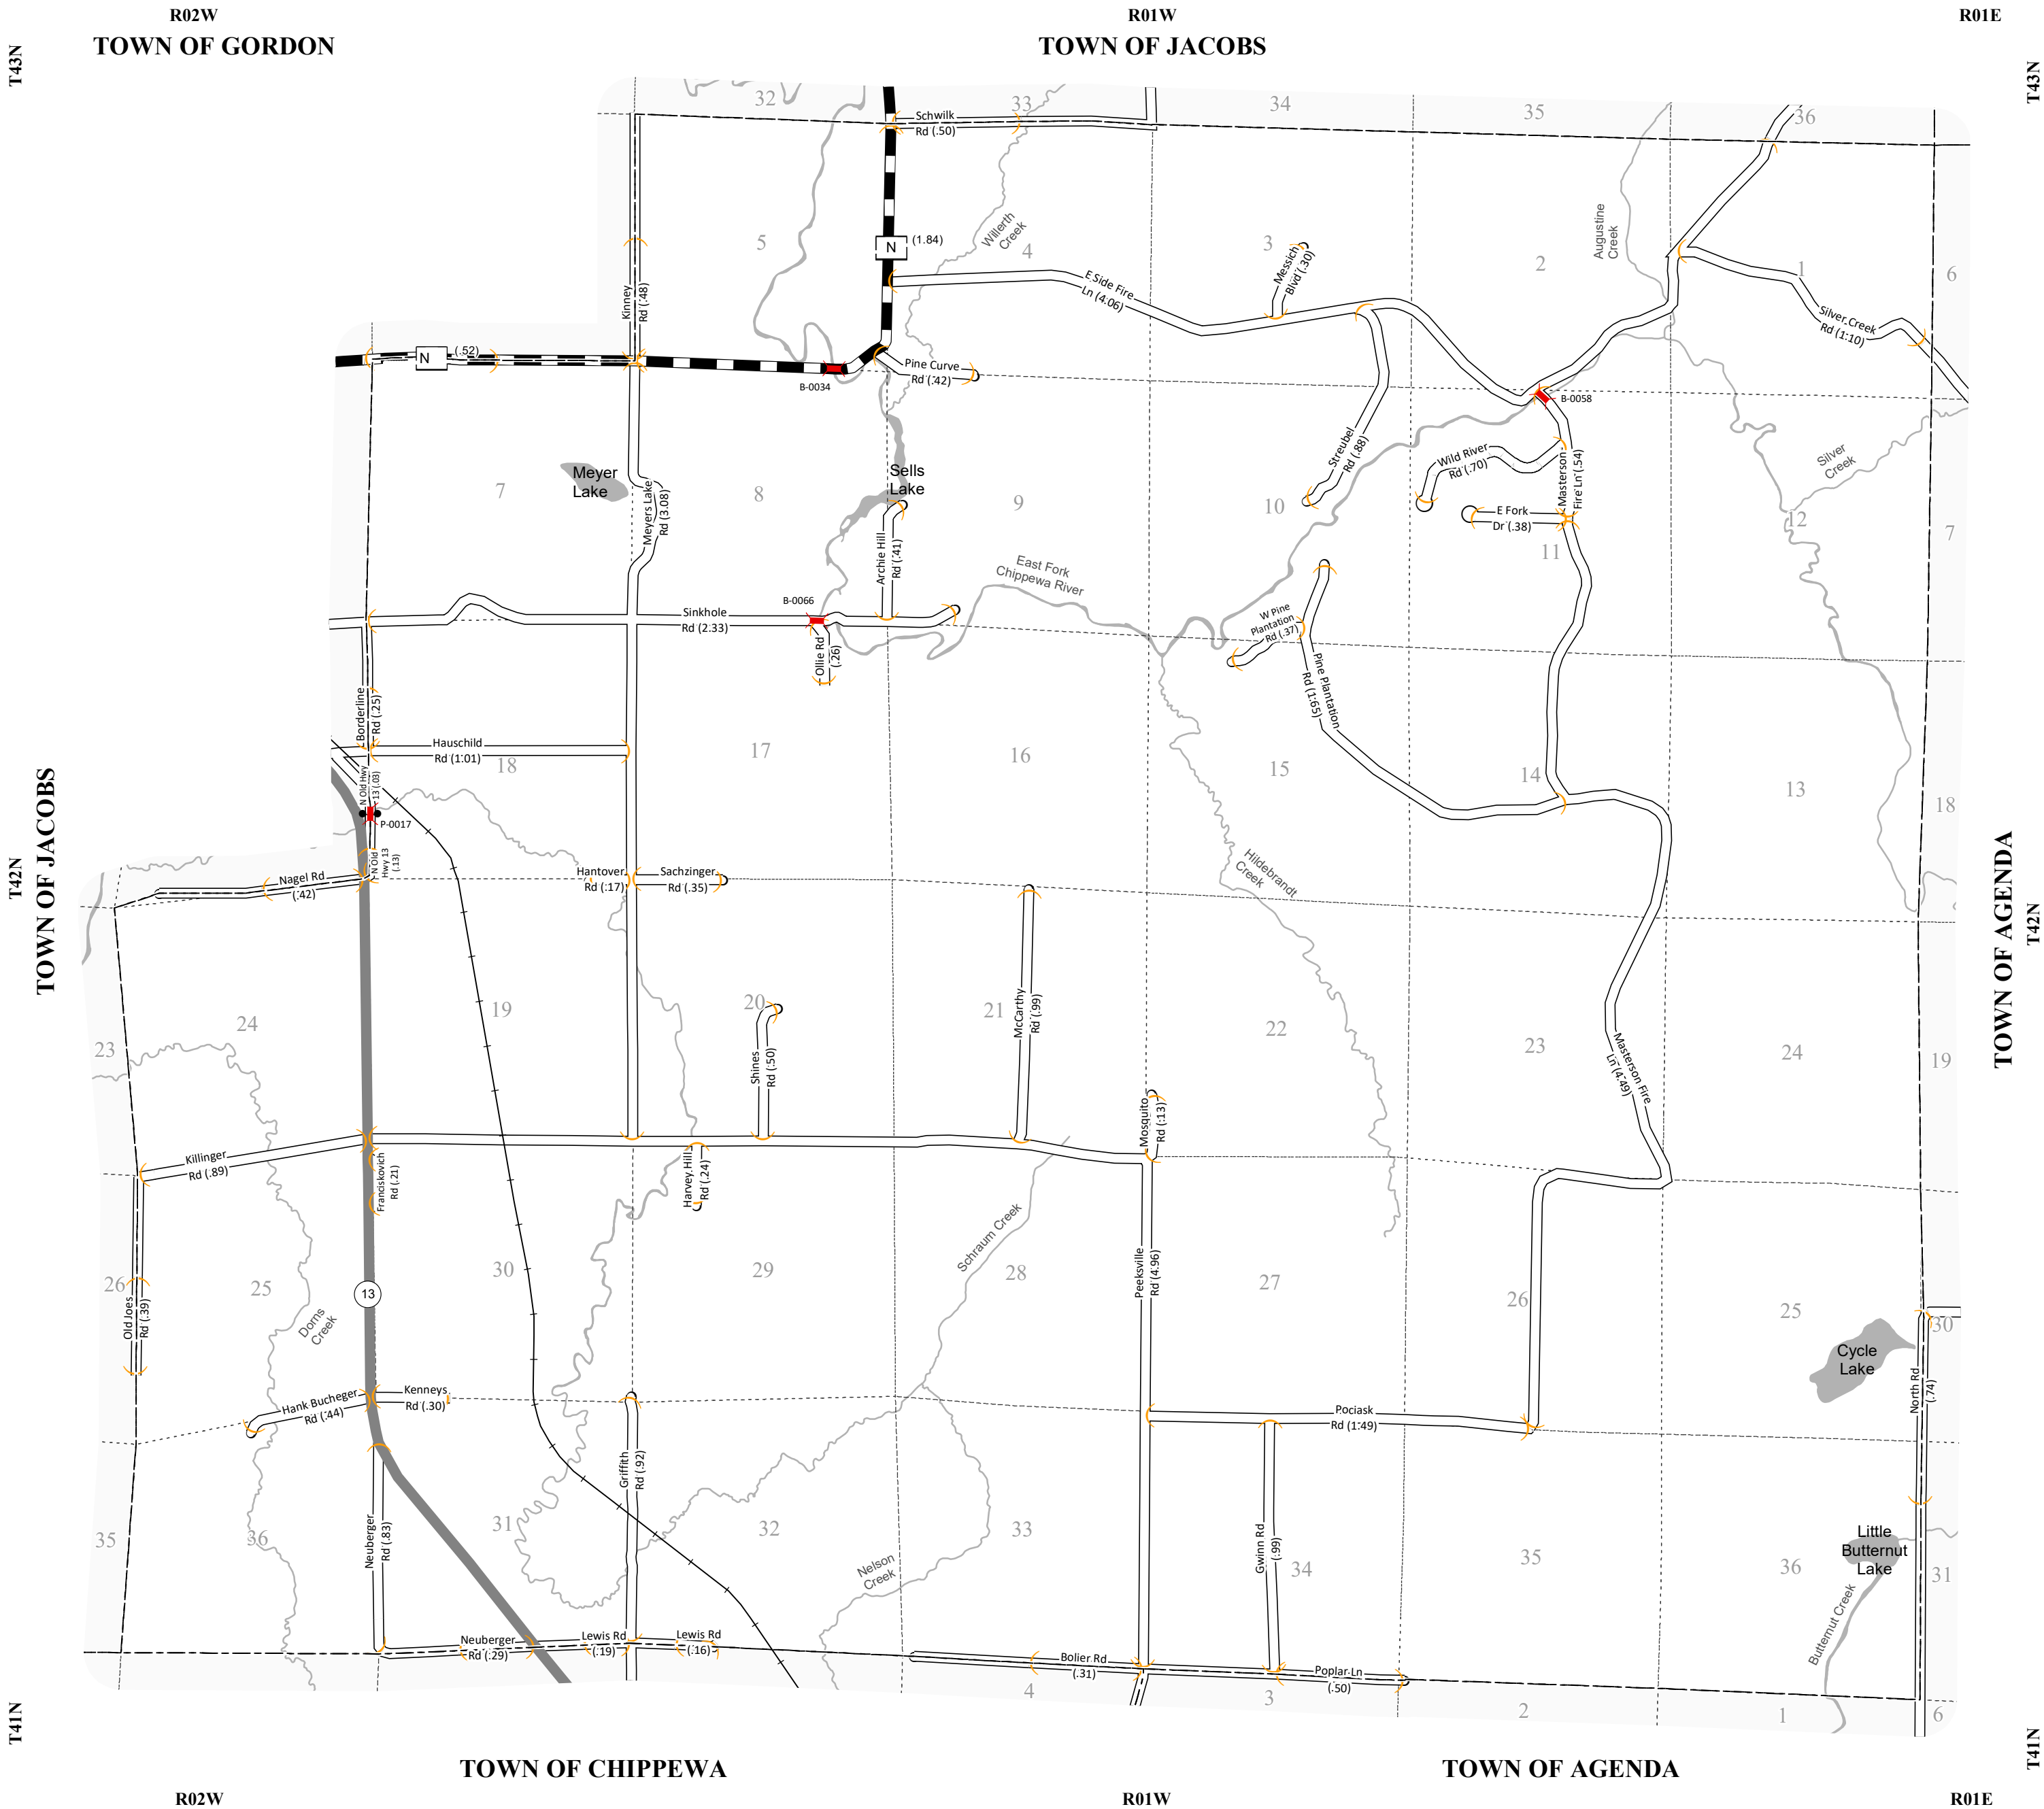 R02W
R01W
R01E
TOWN OF GORDON
TOWN OF JACOBS
T43N
T43N
32
33
34
35
36
Schwilk
Rd (.50)
5
N
(1.84)
Willerth
Creek
4
3
Messich
Blvd (.30)
2
Augustine
Creek
1
6
E Side Fire
Ln (4.06)
Kinney
Rd (.48)
Silver Creek
Rd (1.10)
N
(.52)
B-0034
Pine Curve
Rd (.42)
B-0058
Meyer
Lake
7
Meyers Lake
Rd (3.08)
8
Sells
Lake
9
10
Streubel
Rd (.88)
Wild River
Rd (.70)
Masterson
Fire Ln (.54)
E Fork
Dr (.38)
11
Silver
Creek
12
7
Archie Hill
Rd (.41)
East Fork
Chippewa River
B-0066
Sinkhole
Rd (2.33)
Ollie Rd
(.26)
W Pine
Plantation
Rd (.37)
Pine Plantation
Rd (1.65)
Borderline
Rd (.25)
Hauschild
Rd (1.01)
18
17
16
15
14
13
18
N Old Hwy
13 (.03)
P-0017
N Old
Hwy 13
(.13)
TOWN OF JACOBS
T42N
TOWN OF AGENDA
T42N
Nagel Rd
(.42)
Hantover
Rd (.17)
Sachzinger
Rd (.35)
Hildebrandt
Creek
23
24
19
20
21
22
23
24
19
Shines
Rd (.50)
McCarthy
Rd (.99)
Mosquito
Rd (.13)
Masterson Fire
Ln (4.49)
Killinger
Rd (.89)
Franciskovich
Rd (.21)
Harvey Hill
Rd (.24)
Schraum Creek
Peeksville
Rd (4.96)
26
25
30
29
28
27
26
25
30
Old Joes
Rd (.39)
Dorns
Creek
13
Cycle
Lake
North Rd
(.74)
Hank Bucheger
Rd (.44)
Kenneys
Rd (.30)
Pociask
Rd (1.49)
Griffith
Rd (.92)
35
36
31
32
33
34
35
36
31
Neuberger
Rd (.83)
Nelson
Creek
Gwinn Rd
(.99)
Little
Butternut
Lake
Butternut Creek
Neuberger
Rd (.29)
Lewis Rd
(.19)
Lewis Rd
(.16)
Bolier Rd
(.31)
Poplar Ln
(.50)
4
3
2
1
6
T41N
T41N
TOWN OF CHIPPEWA
TOWN OF AGENDA
R02W
R01W
R01E